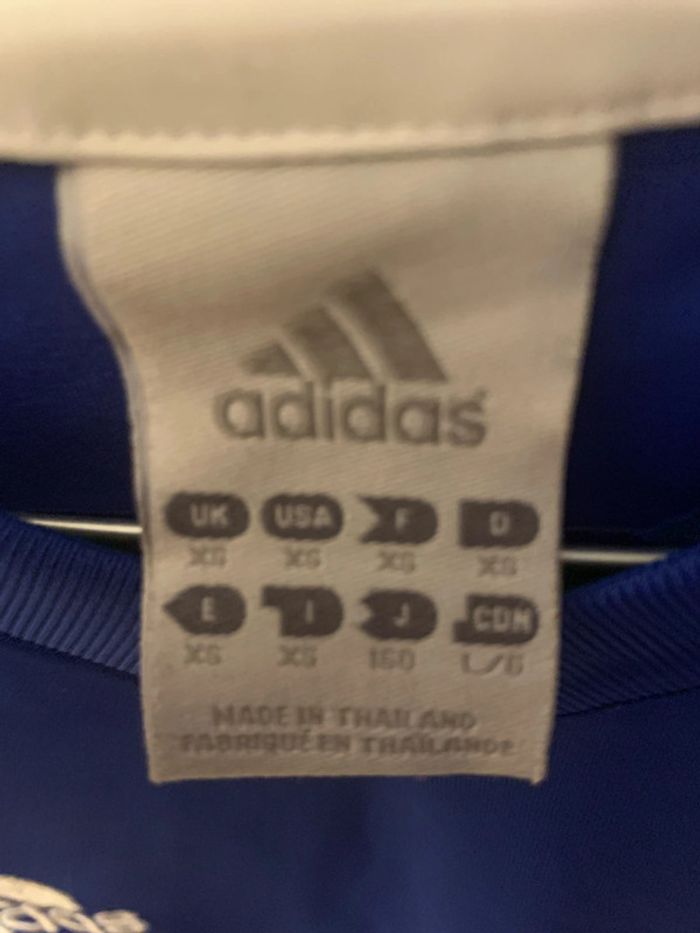 adidas
UK USA F D
XS XS XS XS
E I J CDN
XS XS 160 L/G
MADE IN THAILAND
FABRIQUÉ EN THAÏLANDE